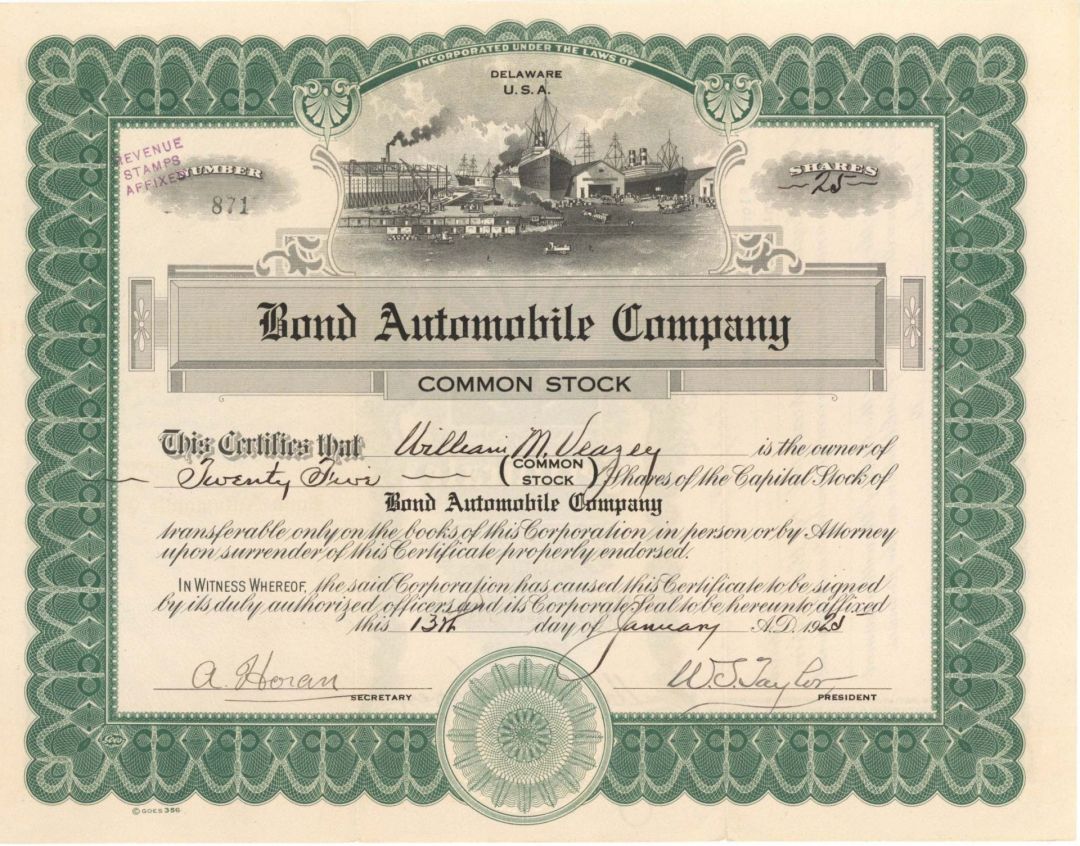 INCORPORATED UNDER THE LAWS OF
DELAWARE
U.S.A.
REVENUE
STAMPS
AFFIXED
NUMBER
871
SHARES
25
Bond Automobile Company
COMMON STOCK
This Certifies that William M. Veazey is the owner of
Twenty Five (COMMON STOCK) Shares of the Capital Stock of
Bond Automobile Company
transferable only on the books of this Corporation in person or by Attorney
upon surrender of this Certificate properly endorsed.
IN WITNESS WHEREOF, the said Corporation has caused this Certificate to be signed
by its duly authorized officers and its Corporate Seal to be hereunto affixed
this 13th day of January A.D. 1925
A. Horan
SECRETARY
W. S. Taylor
PRESIDENT
© GOES 356